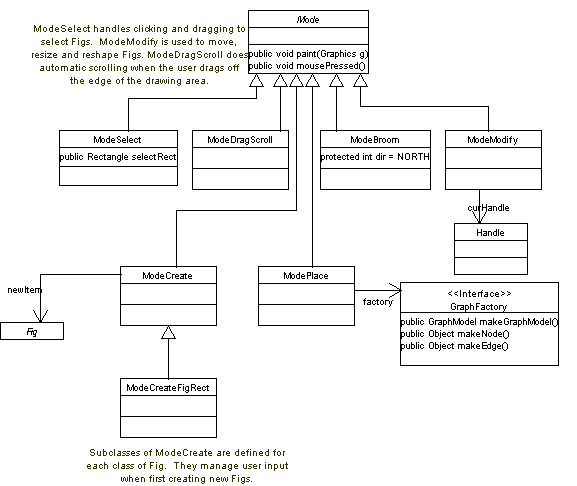 Mode
ModeSelect handles clicking and dragging to
select Figs. ModeModify is used to move,
resize and reshape Figs. ModeDragScroll does
automatic scrolling when the user drags off
the edge of the drawing area.
public void paint(Graphics g)
public void mousePressed()
ModeSelect
public Rectangle selectRect
ModeDragScroll
ModeBroom
protected int dir = NORTH
ModeModify
curHandle
Handle
ModeCreate
newItem
Fig
ModePlace
factory
<<Interface>>
GraphFactory
public GraphModel makeGraphModel()
public Object makeNode()
public Object makeEdge()
ModeCreateFigRect
Subclasses of ModeCreate are defined for
each class of Fig. They manage user input
when first creating new Figs.